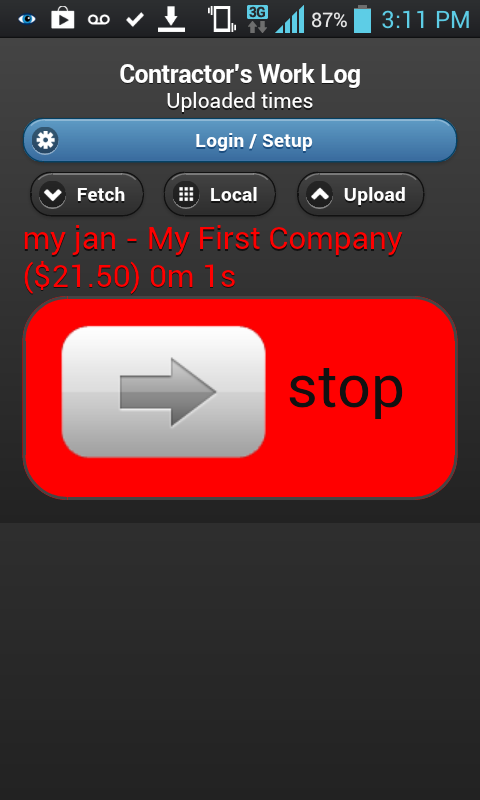 3G 87% 3:11 PM
Contractor's Work Log
Uploaded times
Login / Setup
Fetch Local Upload
my jan - My First Company
($21.50) 0m 1s
stop